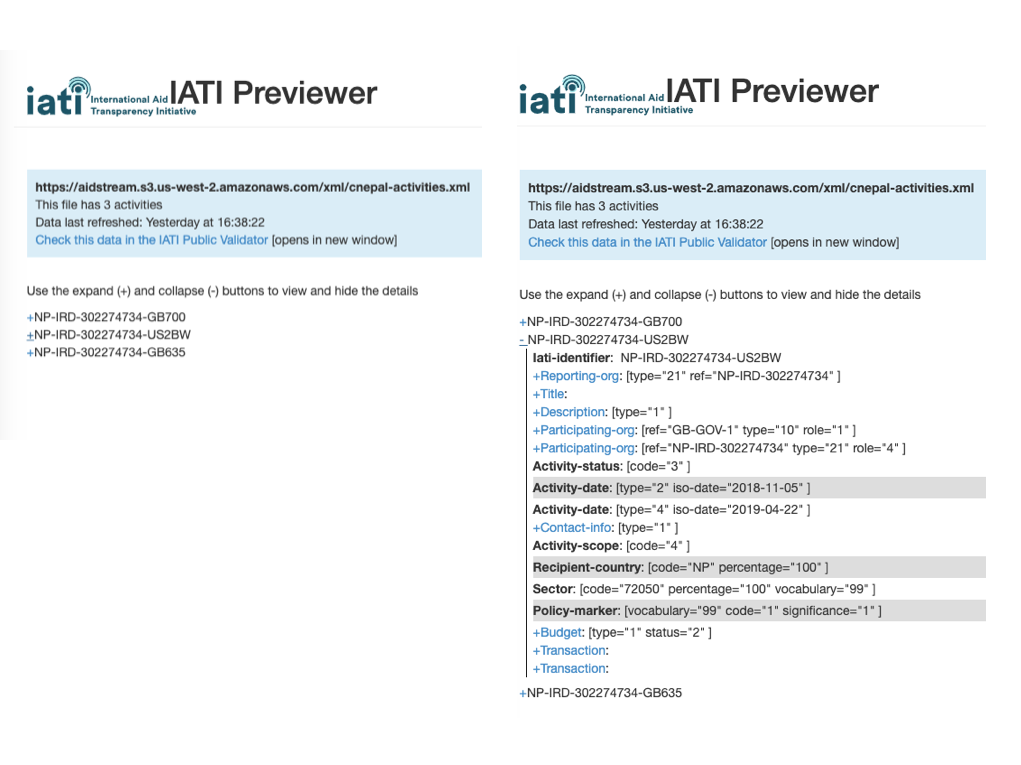 iati International Aid Transparency Initiative IATI Previewer
https://aidstream.s3.us-west-2.amazonaws.com/xml/cnepal-activities.xml
This file has 3 activities
Data last refreshed: Yesterday at 16:38:22
Check this data in the IATI Public Validator [opens in new window]
Use the expand (+) and collapse (-) buttons to view and hide the details
+NP-IRD-302274734-GB700
+NP-IRD-302274734-US2BW
+NP-IRD-302274734-GB635
iati International Aid Transparency Initiative IATI Previewer
https://aidstream.s3.us-west-2.amazonaws.com/xml/cnepal-activities.xml
This file has 3 activities
Data last refreshed: Yesterday at 16:38:22
Check this data in the IATI Public Validator [opens in new window]
Use the expand (+) and collapse (-) buttons to view and hide the details
+NP-IRD-302274734-GB700
- NP-IRD-302274734-US2BW
Iati-identifier: NP-IRD-302274734-US2BW
+Reporting-org: [type="21" ref="NP-IRD-302274734" ]
+Title:
+Description: [type="1" ]
+Participating-org: [ref="GB-GOV-1" type="10" role="1" ]
+Participating-org: [ref="NP-IRD-302274734" type="21" role="4" ]
Activity-status: [code="3" ]
Activity-date: [type="2" iso-date="2018-11-05" ]
Activity-date: [type="4" iso-date="2019-04-22" ]
+Contact-info: [type="1" ]
Activity-scope: [code="4" ]
Recipient-country: [code="NP" percentage="100" ]
Sector: [code="72050" percentage="100" vocabulary="99" ]
Policy-marker: [vocabulary="99" code="1" significance="1" ]
+Budget: [type="1" status="2" ]
+Transaction:
+Transaction:
+NP-IRD-302274734-GB635